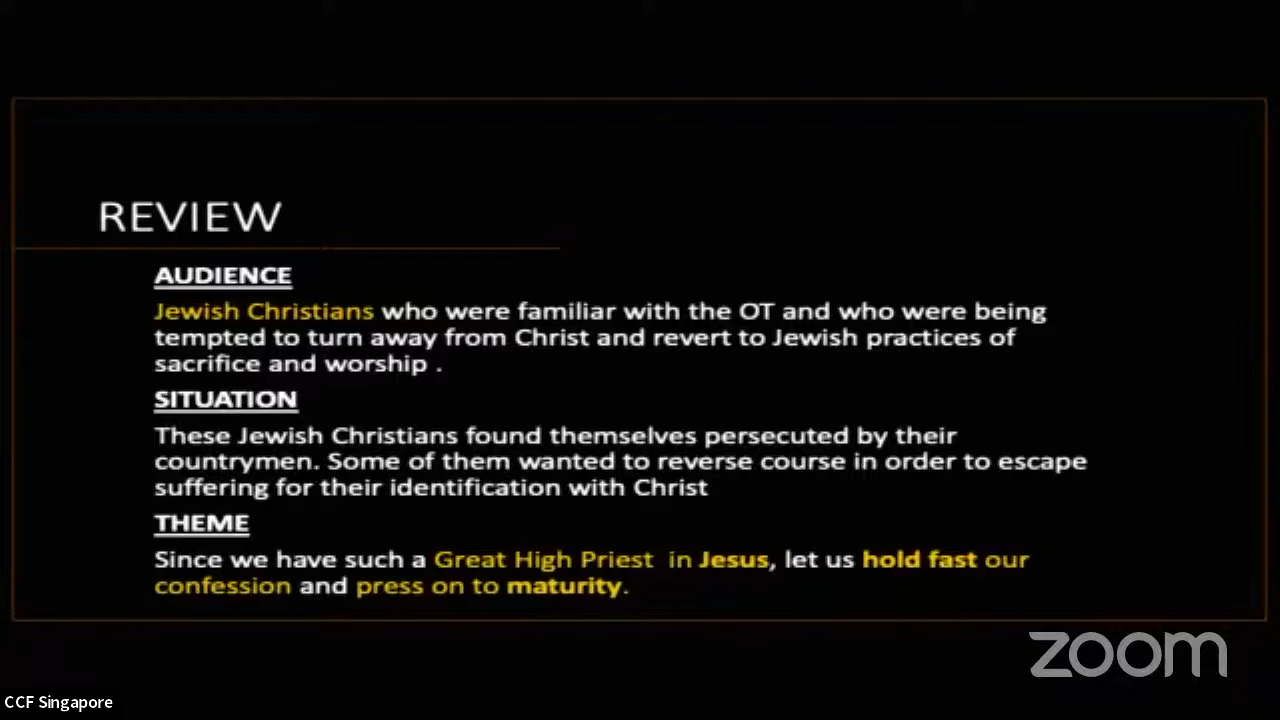 REVIEW
AUDIENCE
Jewish Christians who were familiar with the OT and who were being
tempted to turn away from Christ and revert to Jewish practices of
sacrifice and worship .
SITUATION
These Jewish Christians found themselves persecuted by their
countrymen. Some of them wanted to reverse course in order to escape
suffering for their identification with Christ
THEME
Since we have such a Great High Priest in Jesus, let us hold fast our
confession and press on to maturity.
zoom
CCF Singapore